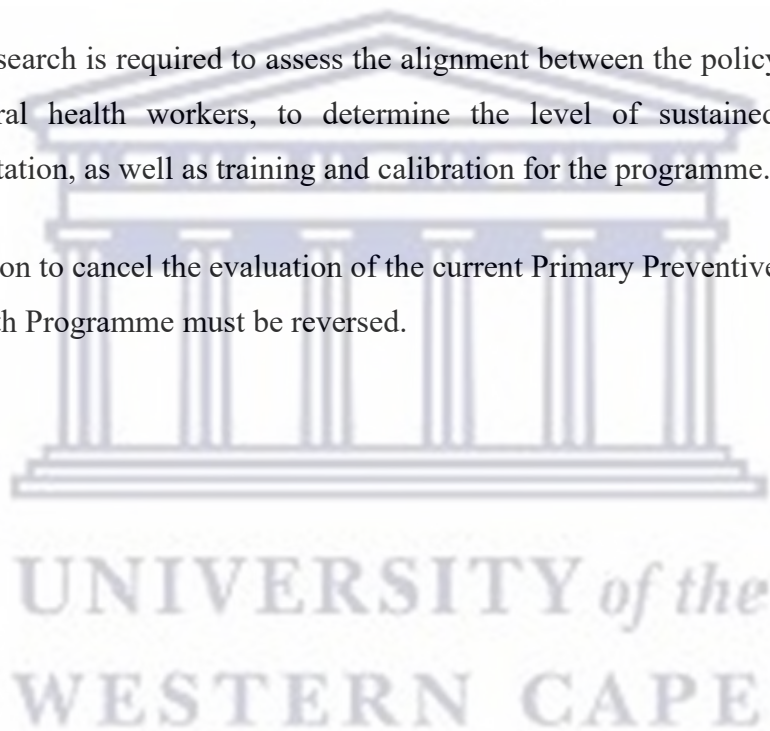 search is required to assess the alignment between the policy
ral health workers, to determine the level of sustained
tation, as well as training and calibration for the programme.
on to cancel the evaluation of the current Primary Preventive
th Programme must be reversed.
UNIVERSITY of the
WESTERN CAPE